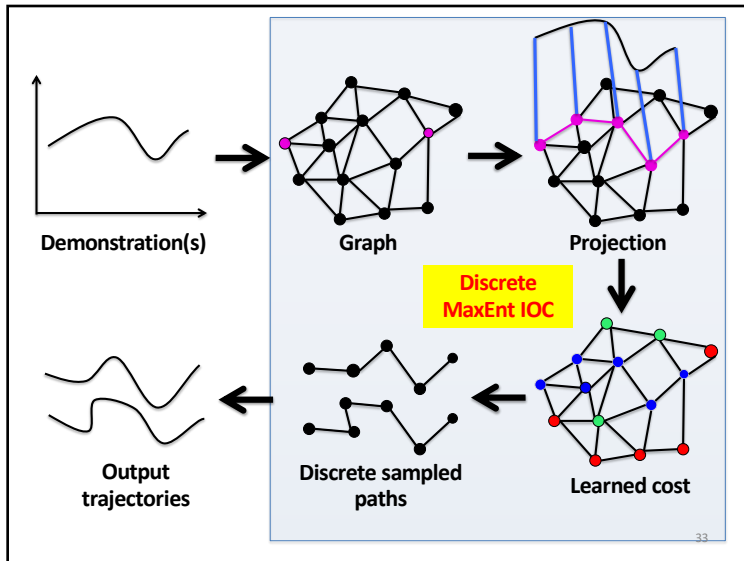 Demonstration(s)
Graph
Projection
Discrete
MaxEnt IOC
Output
trajectories
Discrete sampled
paths
Learned cost
33